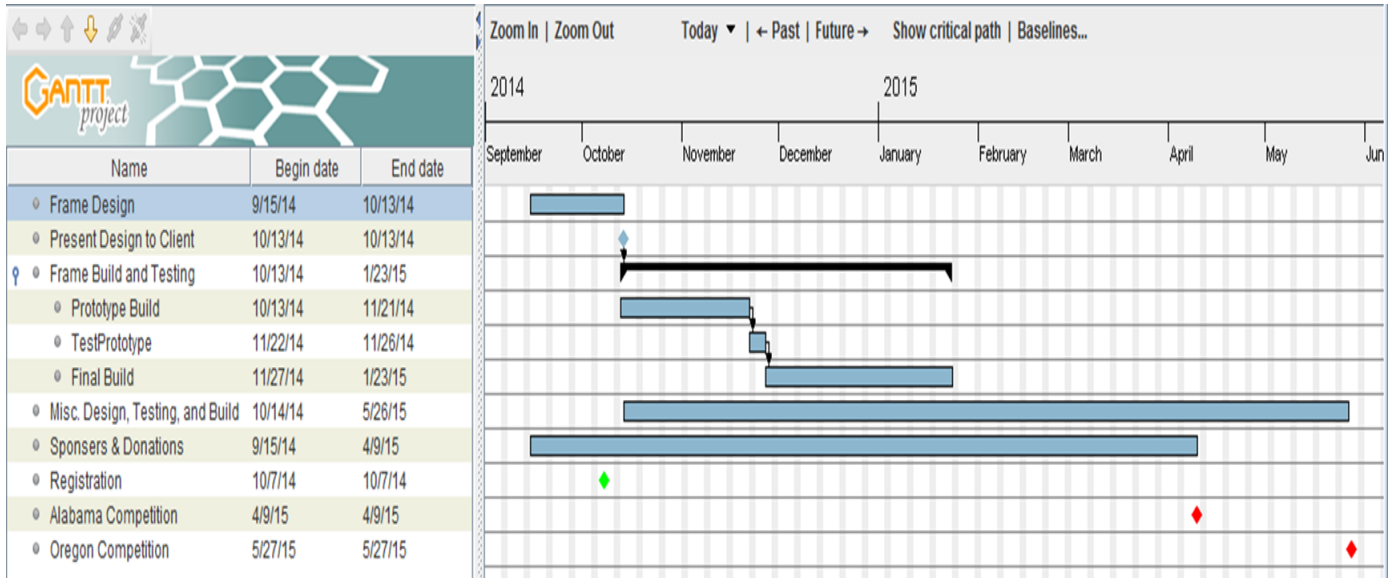 Zoom In | Zoom Out Today ▼ | ← Past | Future → Show critical path | Baselines...
GANTT
project
2014 2015
September October November December January February March April May Jun
Name Begin date End date
Frame Design 9/15/14 10/13/14
Present Design to Client 10/13/14 10/13/14
Frame Build and Testing 10/13/14 1/23/15
Prototype Build 10/13/14 11/21/14
TestPrototype 11/22/14 11/26/14
Final Build 11/27/14 1/23/15
Misc. Design, Testing, and Build 10/14/14 5/26/15
Sponsers & Donations 9/15/14 4/9/15
Registration 10/7/14 10/7/14
Alabama Competition 4/9/15 4/9/15
Oregon Competition 5/27/15 5/27/15